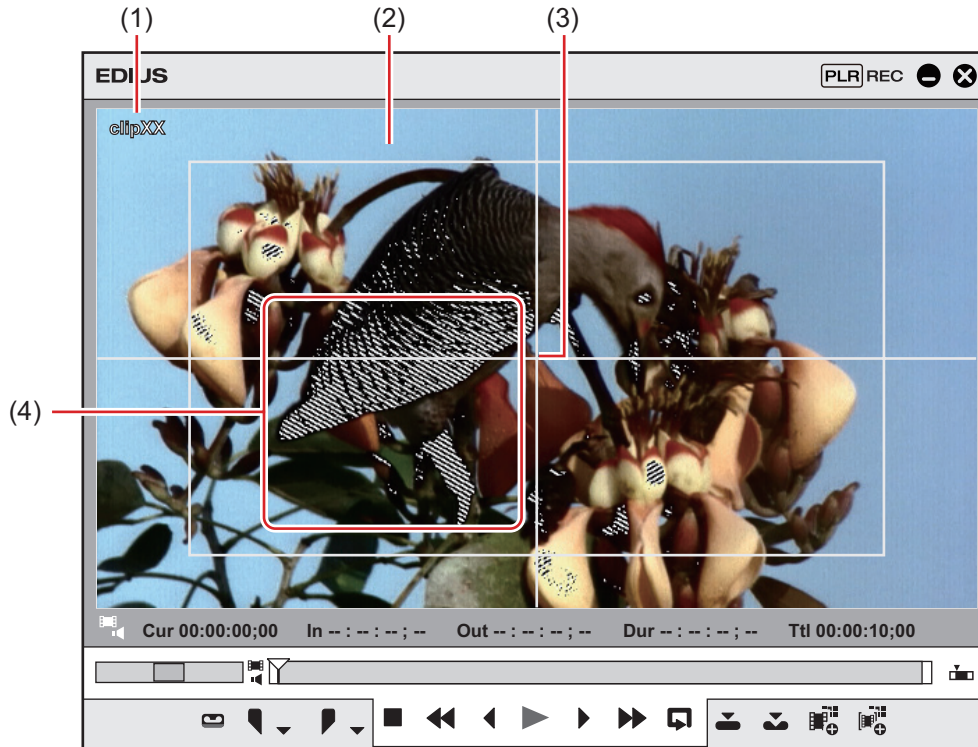 (1) (2) (3)
EDIUS PLR REC
clipXX
(4)
Cur 00:00:00;00 In -- : -- : -- ; -- Out -- : -- : -- ; -- Dur -- : -- : -- ; -- Ttl 00:00:10;00